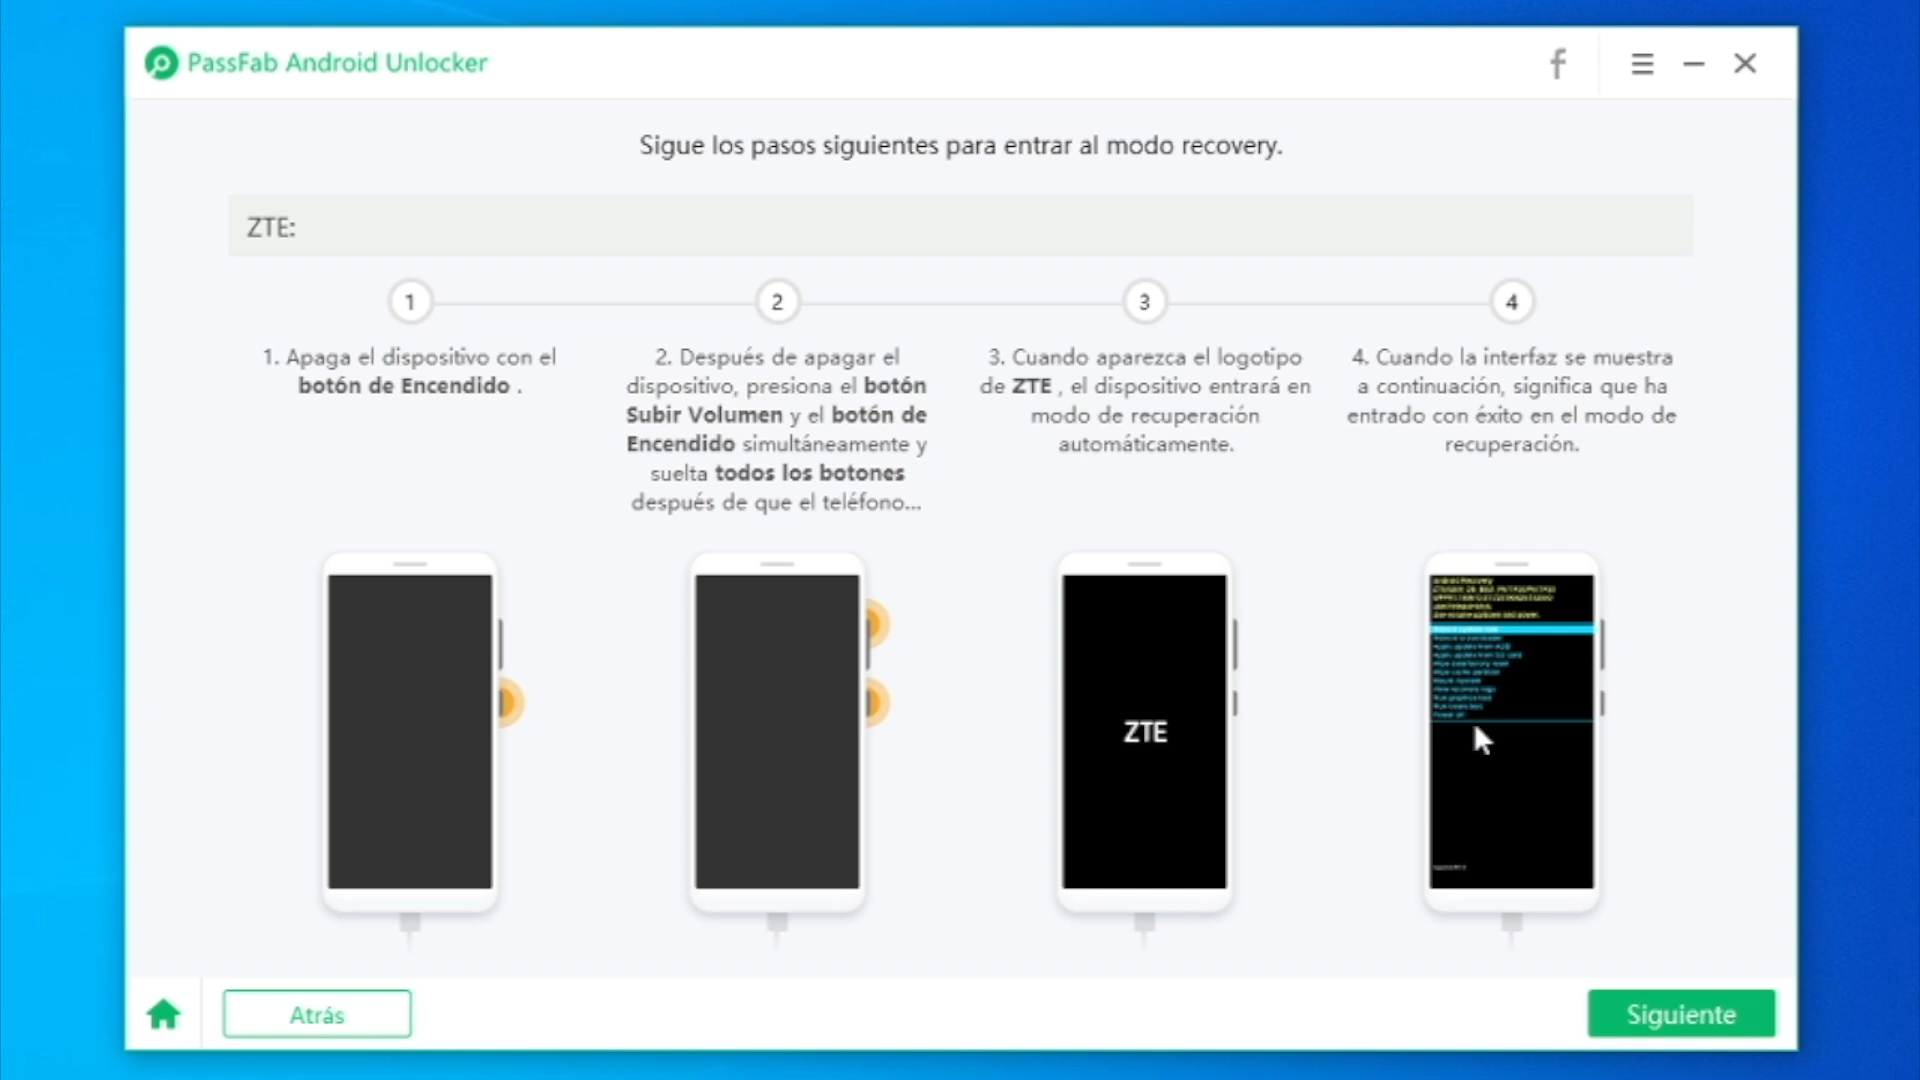 PassFab Android Unlocker
Sigue los pasos siguientes para entrar al modo recovery.
ZTE:
1
2
3
4
1. Apaga el dispositivo con el
botón de Encendido .
2. Después de apagar el
dispositivo, presiona el botón
Subir Volumen y el botón de
Encendido simultáneamente y
suelta todos los botones
después de que el teléfono...
3. Cuando aparezca el logotipo
de ZTE , el dispositivo entrará en
modo de recuperación
automáticamente.
4. Cuando la interfaz se muestra
a continuación, significa que ha
entrado con éxito en el modo de
recuperación.
ZTE
Atrás
Siguiente